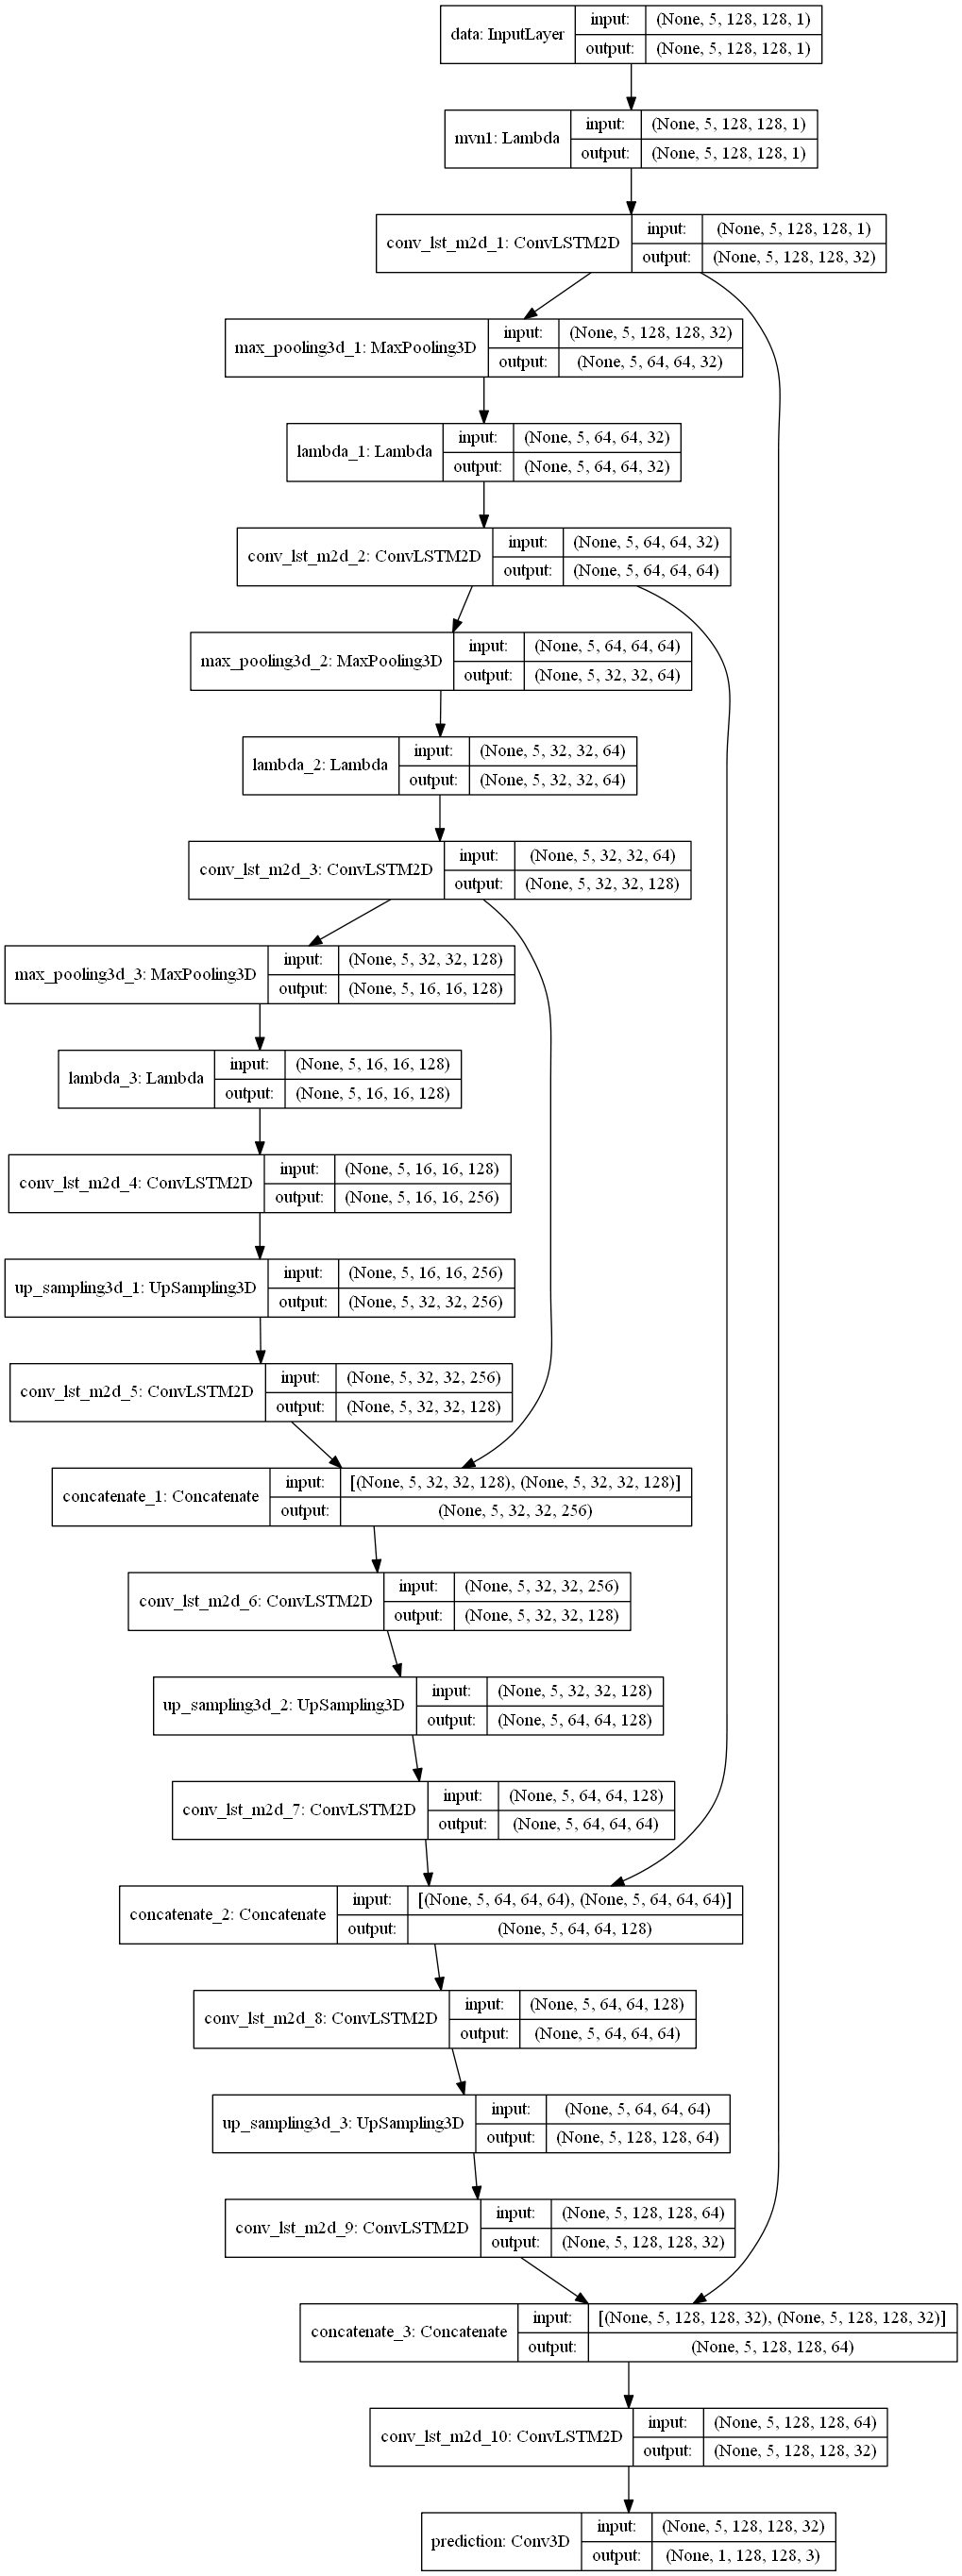 data: InputLayer
input: (None, 5, 128, 128, 1)
output: (None, 5, 128, 128, 1)
mvn1: Lambda
input: (None, 5, 128, 128, 1)
output: (None, 5, 128, 128, 1)
conv_lst_m2d_1: ConvLSTM2D
input: (None, 5, 128, 128, 1)
output: (None, 5, 128, 128, 32)
max_pooling3d_1: MaxPooling3D
input: (None, 5, 128, 128, 32)
output: (None, 5, 64, 64, 32)
lambda_1: Lambda
input: (None, 5, 64, 64, 32)
output: (None, 5, 64, 64, 32)
conv_lst_m2d_2: ConvLSTM2D
input: (None, 5, 64, 64, 32)
output: (None, 5, 64, 64, 64)
max_pooling3d_2: MaxPooling3D
input: (None, 5, 64, 64, 64)
output: (None, 5, 32, 32, 64)
lambda_2: Lambda
input: (None, 5, 32, 32, 64)
output: (None, 5, 32, 32, 64)
conv_lst_m2d_3: ConvLSTM2D
input: (None, 5, 32, 32, 64)
output: (None, 5, 32, 32, 128)
max_pooling3d_3: MaxPooling3D
input: (None, 5, 32, 32, 128)
output: (None, 5, 16, 16, 128)
lambda_3: Lambda
input: (None, 5, 16, 16, 128)
output: (None, 5, 16, 16, 128)
conv_lst_m2d_4: ConvLSTM2D
input: (None, 5, 16, 16, 128)
output: (None, 5, 16, 16, 256)
up_sampling3d_1: UpSampling3D
input: (None, 5, 16, 16, 256)
output: (None, 5, 32, 32, 256)
conv_lst_m2d_5: ConvLSTM2D
input: (None, 5, 32, 32, 256)
output: (None, 5, 32, 32, 128)
concatenate_1: Concatenate
input: [(None, 5, 32, 32, 128), (None, 5, 32, 32, 128)]
output: (None, 5, 32, 32, 256)
conv_lst_m2d_6: ConvLSTM2D
input: (None, 5, 32, 32, 256)
output: (None, 5, 32, 32, 128)
up_sampling3d_2: UpSampling3D
input: (None, 5, 32, 32, 128)
output: (None, 5, 64, 64, 128)
conv_lst_m2d_7: ConvLSTM2D
input: (None, 5, 64, 64, 128)
output: (None, 5, 64, 64, 64)
concatenate_2: Concatenate
input: [(None, 5, 64, 64, 64), (None, 5, 64, 64, 64)]
output: (None, 5, 64, 64, 128)
conv_lst_m2d_8: ConvLSTM2D
input: (None, 5, 64, 64, 128)
output: (None, 5, 64, 64, 64)
up_sampling3d_3: UpSampling3D
input: (None, 5, 64, 64, 64)
output: (None, 5, 128, 128, 64)
conv_lst_m2d_9: ConvLSTM2D
input: (None, 5, 128, 128, 64)
output: (None, 5, 128, 128, 32)
concatenate_3: Concatenate
input: [(None, 5, 128, 128, 32), (None, 5, 128, 128, 32)]
output: (None, 5, 128, 128, 64)
conv_lst_m2d_10: ConvLSTM2D
input: (None, 5, 128, 128, 64)
output: (None, 5, 128, 128, 32)
prediction: Conv3D
input: (None, 5, 128, 128, 32)
output: (None, 1, 128, 128, 3)